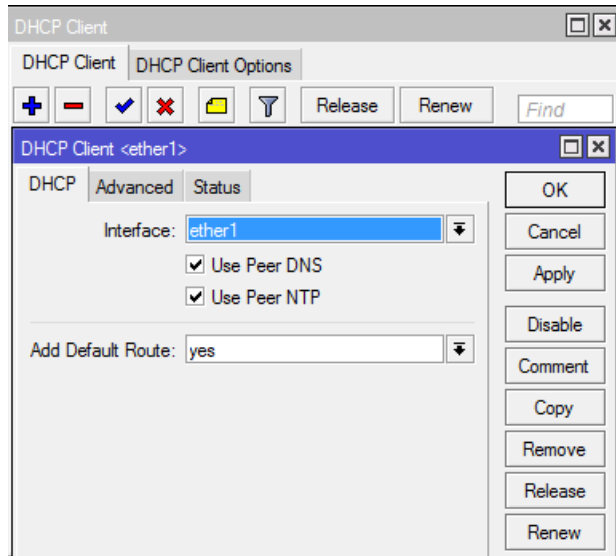 DHCP Client
DHCP Client DHCP Client Options
Release Renew Find
DHCP Client <ether1>
DHCP Advanced Status
Interface: ether1
Use Peer DNS
Use Peer NTP
Add Default Route: yes
OK
Cancel
Apply
Disable
Comment
Copy
Remove
Release
Renew